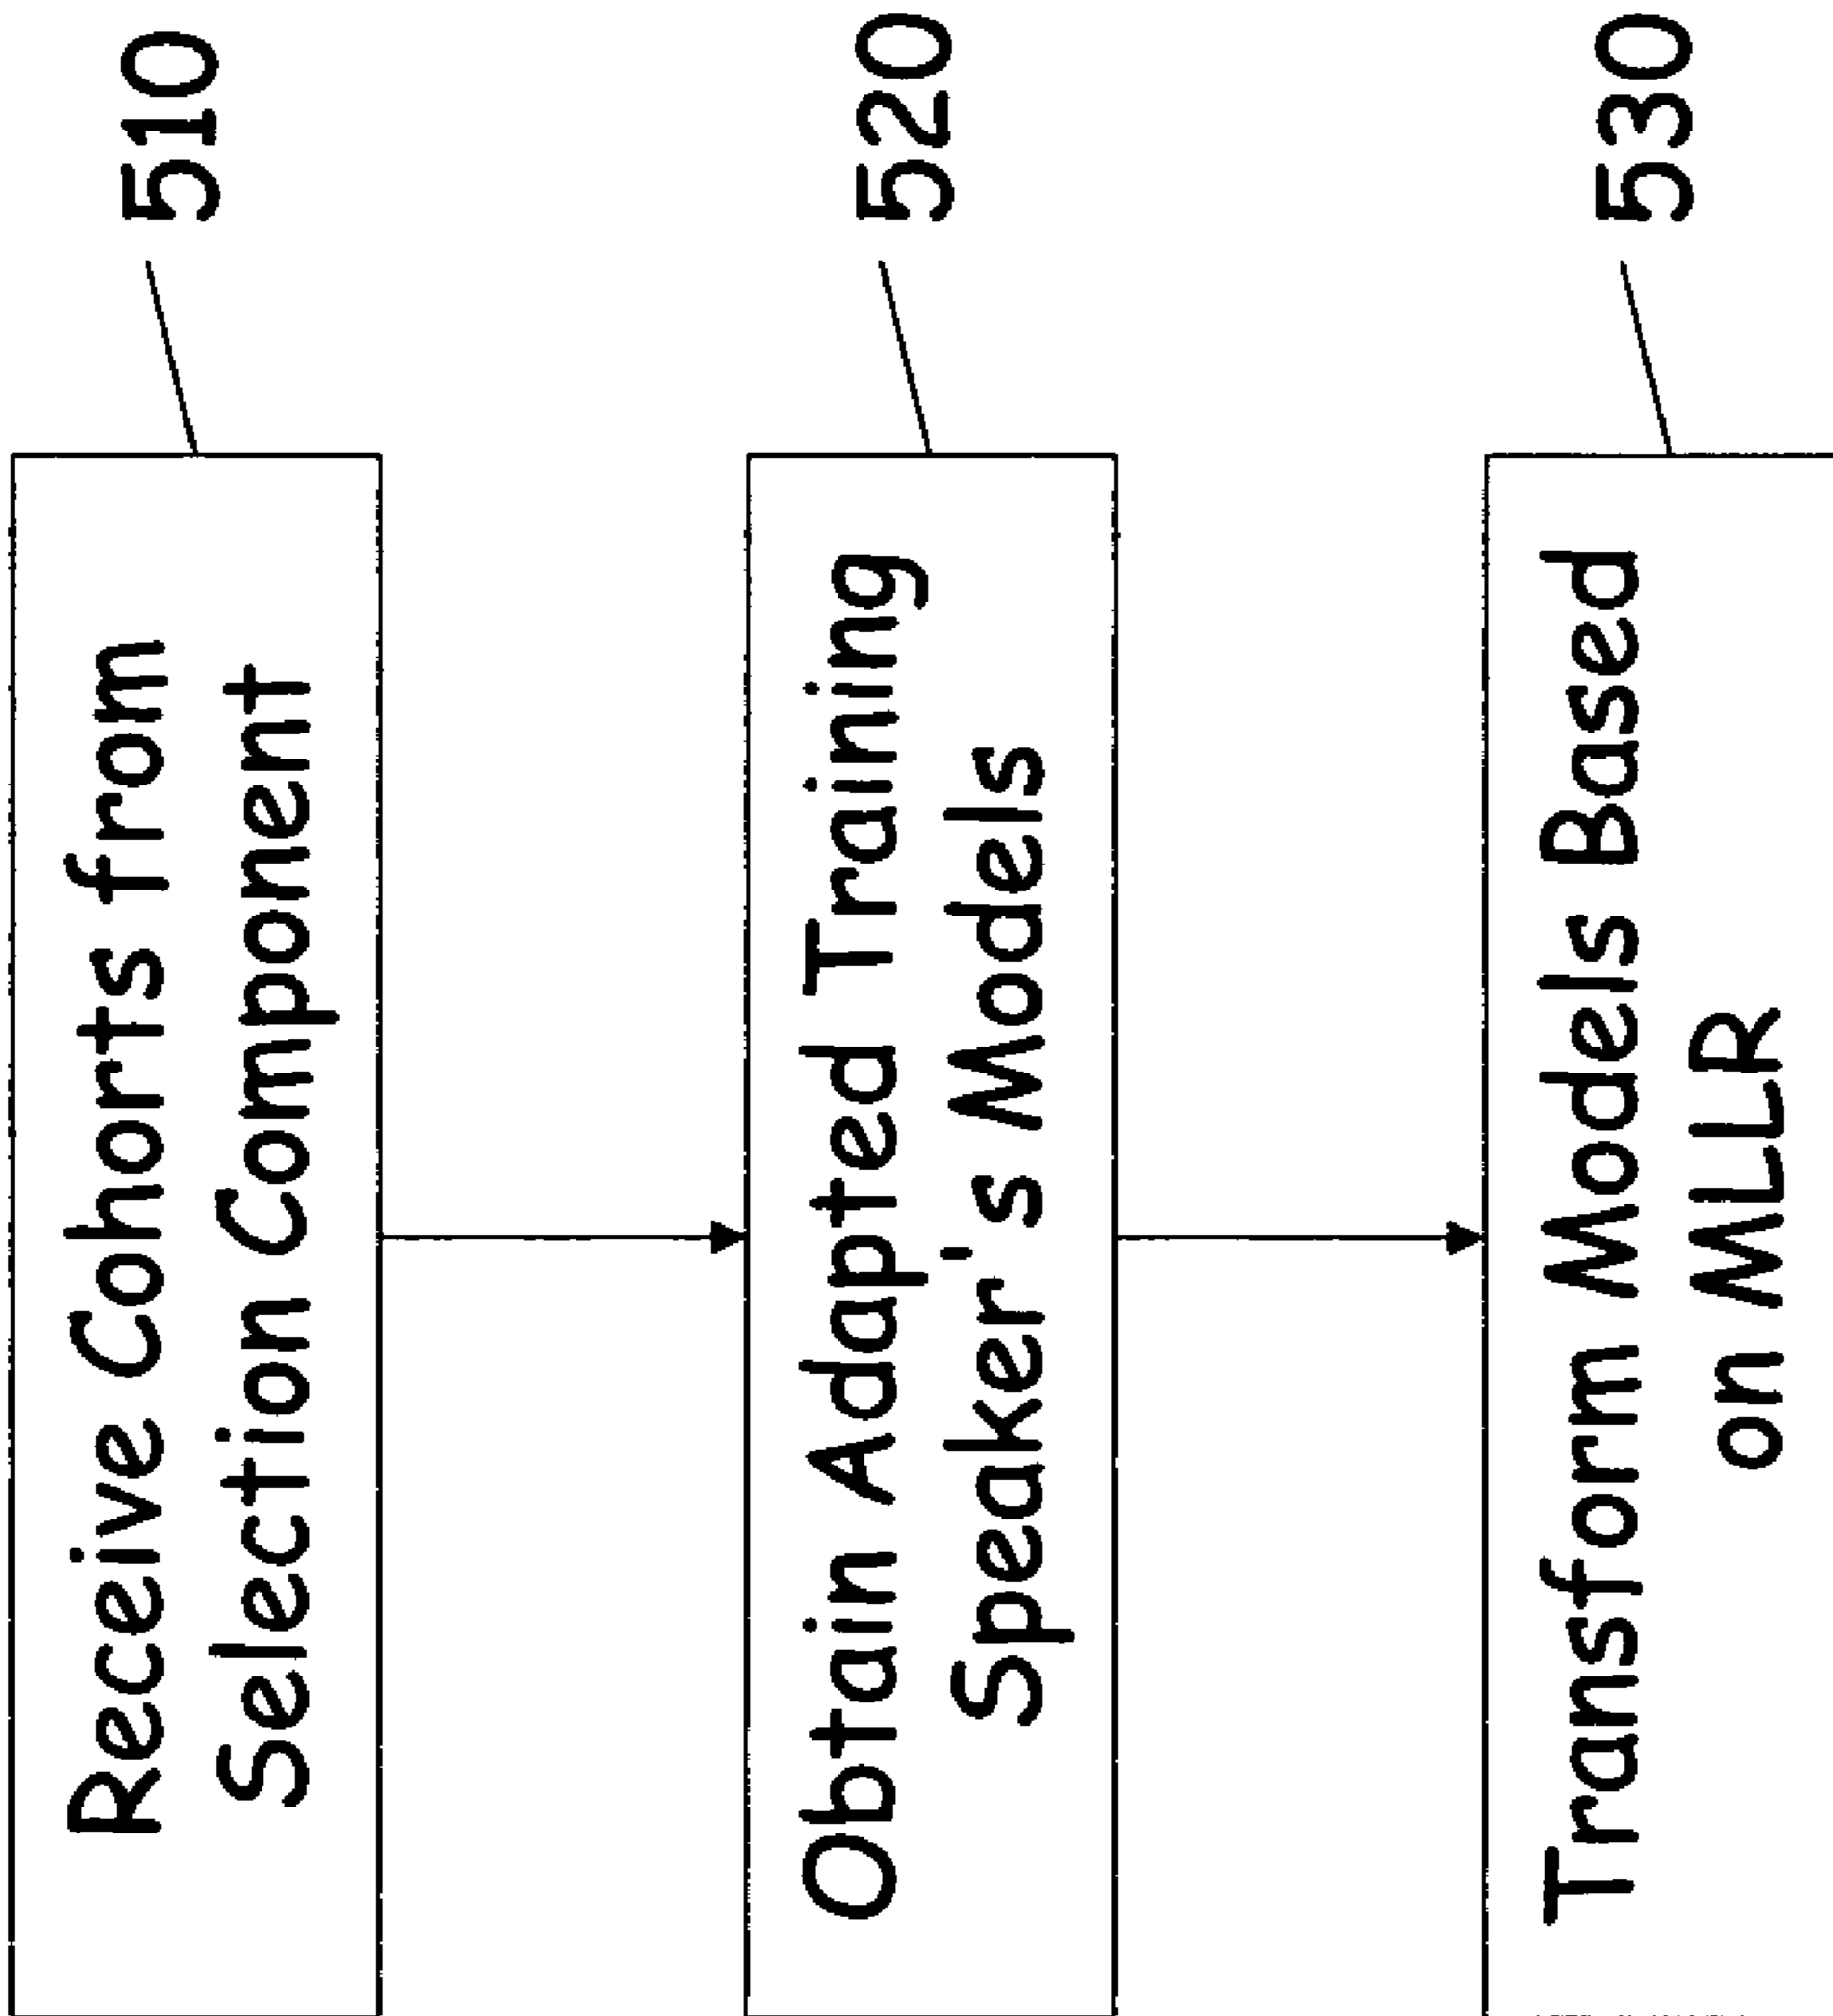 Receive Cohorts from
Selection Component
510
Obtain Adapted Training
Speaker's Models
520
Transform Models Based
on MLLR
530